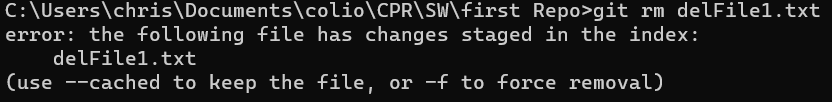 C:\Users\chris\Documents\colio\CPR\SW\first Repo>git rm delFile1.txt
error: the following file has changes staged in the index:
    delFile1.txt
(use --cached to keep the file, or -f to force removal)